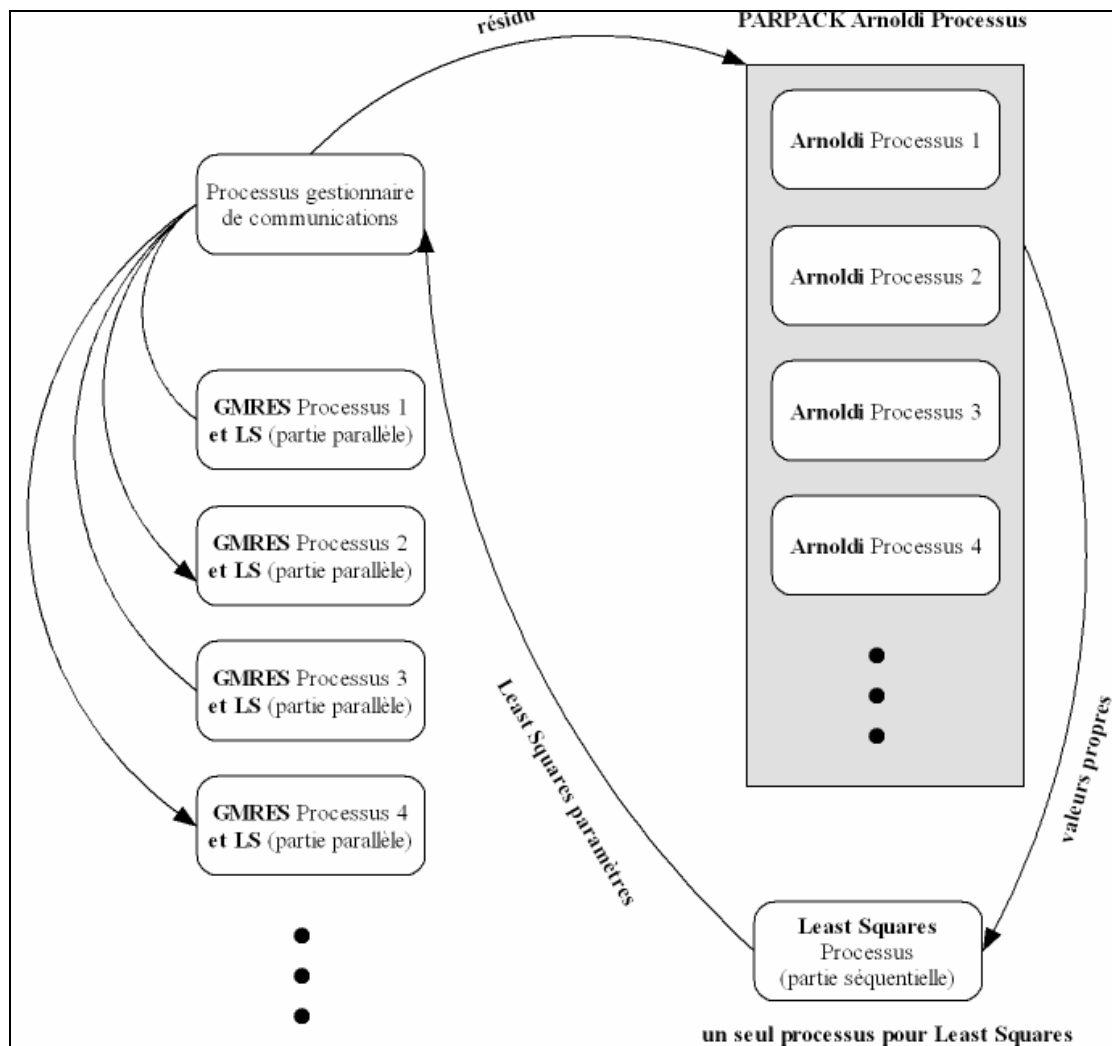 résidu
PARPACK Arnoldi Processus
Processus gestionnaire
de communications
GMRES Processus 1
et LS (partie parallèle)
GMRES Processus 2
et LS (partie parallèle)
GMRES Processus 3
et LS (partie parallèle)
GMRES Processus 4
et LS (partie parallèle)
Arnoldi Processus 1
Arnoldi Processus 2
Arnoldi Processus 3
Arnoldi Processus 4
valeurs propres
Least Squares paramètres
Least Squares
Processus
(partie séquentielle)
un seul processus pour Least Squares